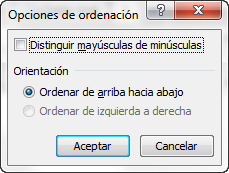 Opciones de ordenación
Distinguir mayúsculas de minúsculas
Orientación
Ordenar de arriba hacia abajo
Ordenar de izquierda a derecha
Aceptar
Cancelar